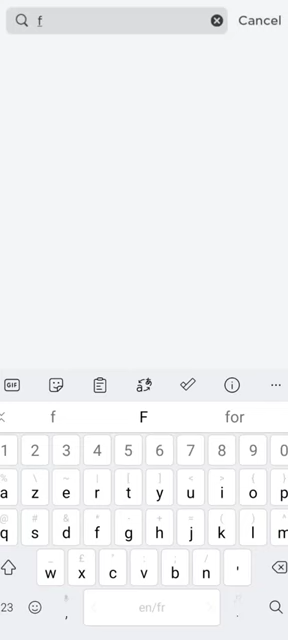 f Cancel
GIF
f F for
1 2 3 4 5 6 7 8 9 0
a z e r t y u i o p
q s d f g h j k l m
w x c v b n '
23 , en/fr .